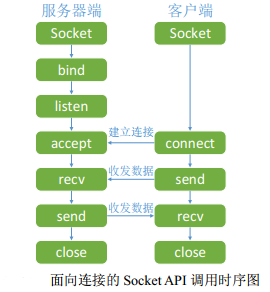 服务器端 客户端
Socket Socket
bind
listen
建立连接
accept connect
收发数据
recv send
收发数据
send recv
close close
面向连接的 Socket API 调用时序图